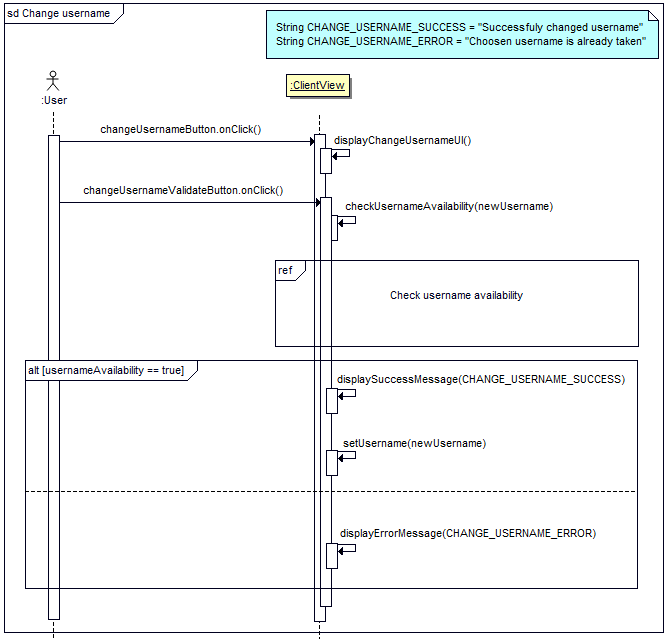 sd Change username
String CHANGE_USERNAME_SUCCESS = "Successfuly changed username"
String CHANGE_USERNAME_ERROR = "Choosen username is already taken"
:User
:ClientView
changeUsernameButton.onClick()
displayChangeUsernameUI()
changeUsernameValidateButton.onClick()
checkUsernameAvailability(newUsername)
ref
Check username availability
alt [usernameAvailability == true]
displaySuccessMessage(CHANGE_USERNAME_SUCCESS)
setUsername(newUsername)
displayErrorMessage(CHANGE_USERNAME_ERROR)